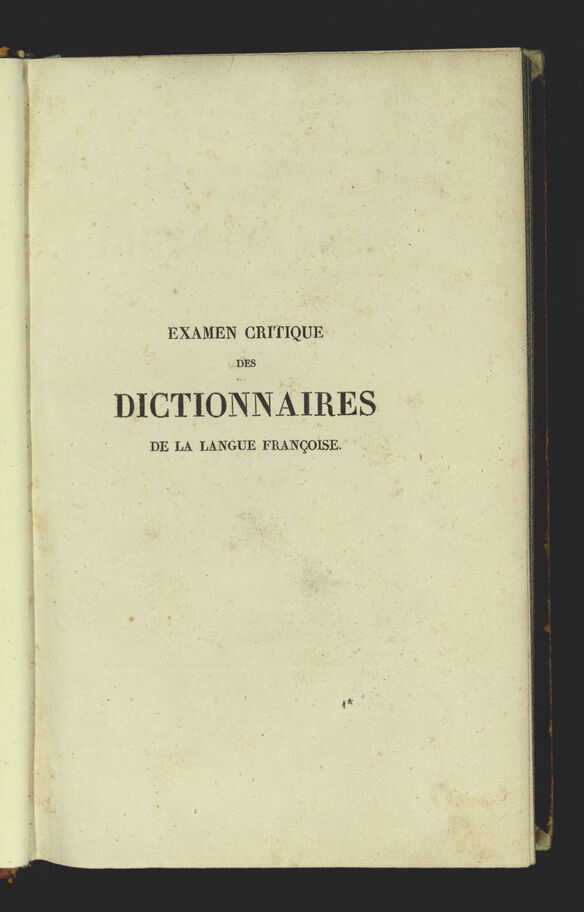 EXAMEN CRITIQUE
DES
DICTIONNAIRES
DE LA LANGUE FRANÇOISE.
1*